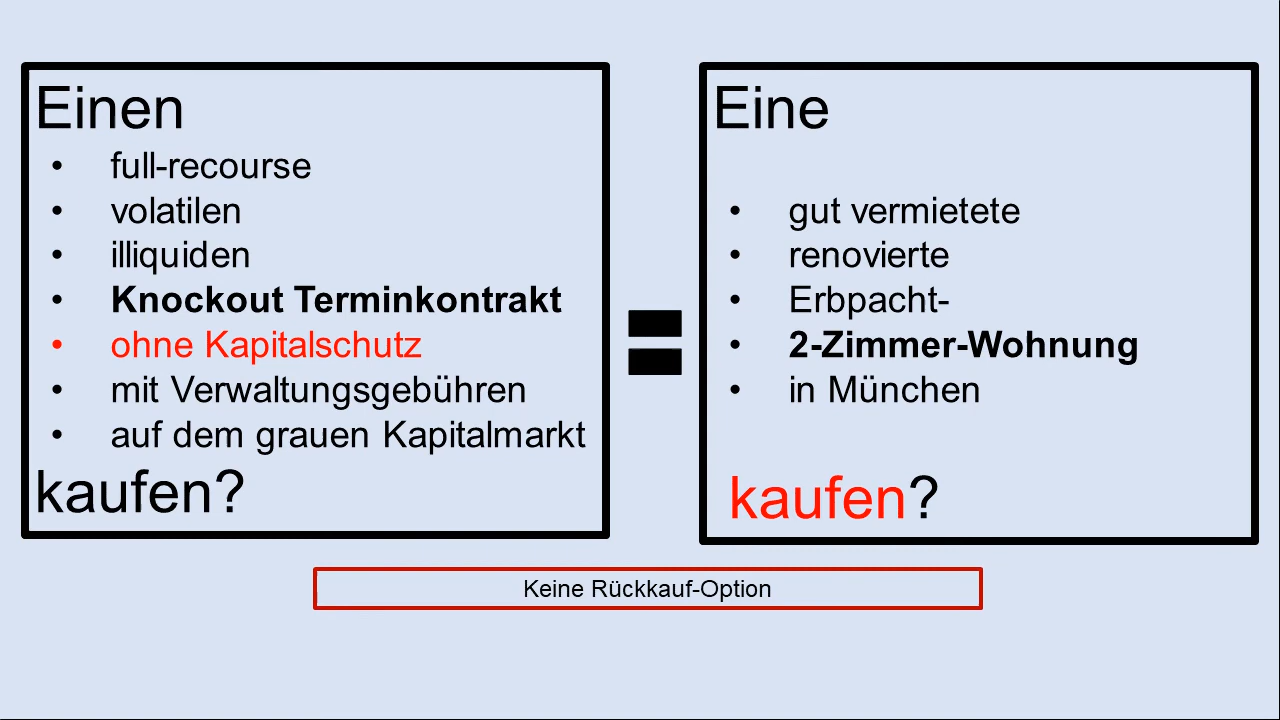 Einen
• full-recourse
• volatilen
• illiquiden
• Knockout Terminkontrakt
• ohne Kapitalschutz
• mit Verwaltungsgebühren
• auf dem grauen Kapitalmarkt
kaufen?
=
Eine
• gut vermietete
• renovierte
• Erbpacht-
• 2-Zimmer-Wohnung
• in München
kaufen?
Keine Rückkauf-Option